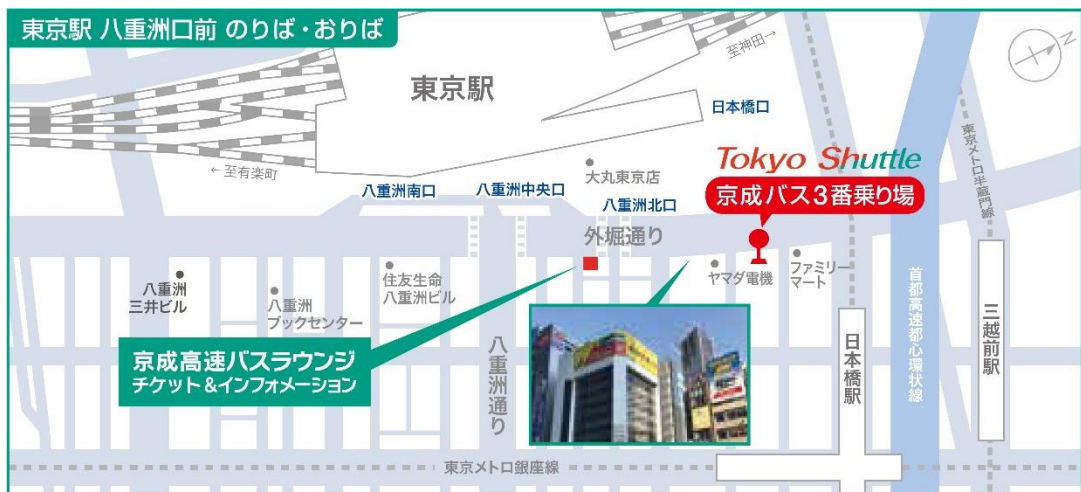 東京駅 八重洲口前 のりば・おりば
至神田→
N
東京駅
日本橋口
←至有楽町
大丸東京店
Tokyo Shuttle
京成バス3番乗り場
八重洲南口
八重洲中央口
八重洲北口
外堀通り
東京メトロ半蔵門線
八重洲
三井ビル
八重洲
ブックセンター
住友生命
八重洲ビル
ヤマダ電機
ファミリー
マート
首都高速都心環状線
三越前駅
日本橋駅
京成高速バスラウンジ
チケット&インフォメーション
八重洲通り
東京メトロ銀座線